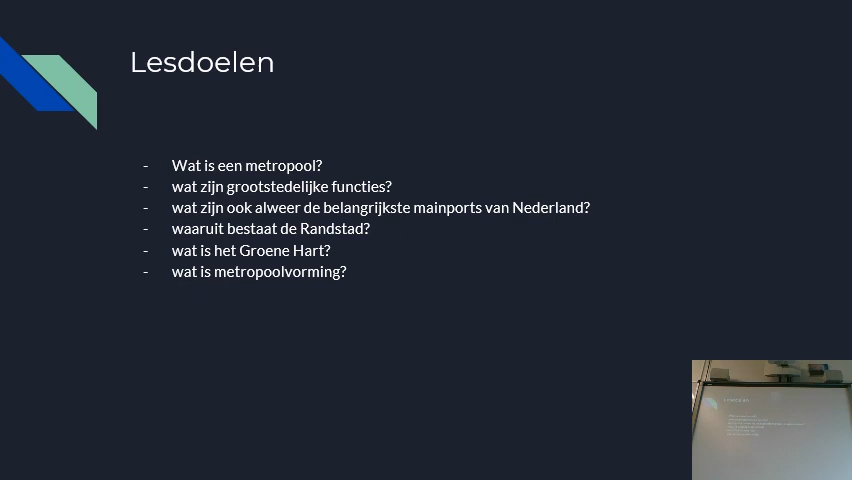 Lesdoelen
- Wat is een metropool?
- wat zijn grootstedelijke functies?
- wat zijn ook alweer de belangrijkste mainports van Nederland?
- waaruit bestaat de Randstad?
- wat is het Groene Hart?
- wat is metropoolvorming?